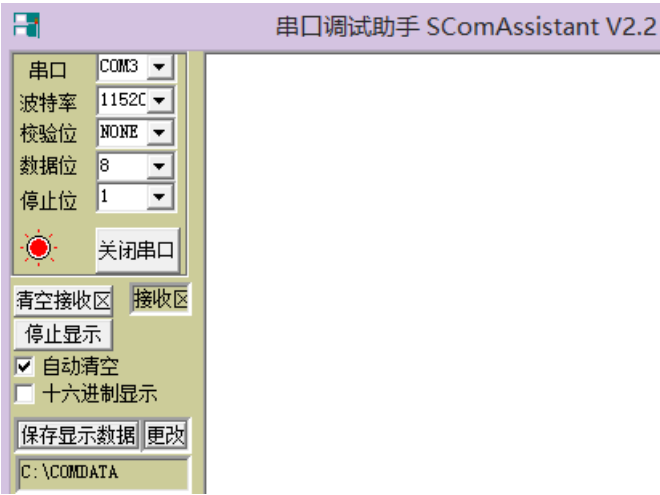 串口调试助手 SComAssistant V2.2
串口 COM3
波特率 11520
校验位 NONE
数据位 8
停止位 1
关闭串口
清空接收区 接收区
停止显示
自动清空
十六进制显示
保存显示数据 更改
C:\COMDATA